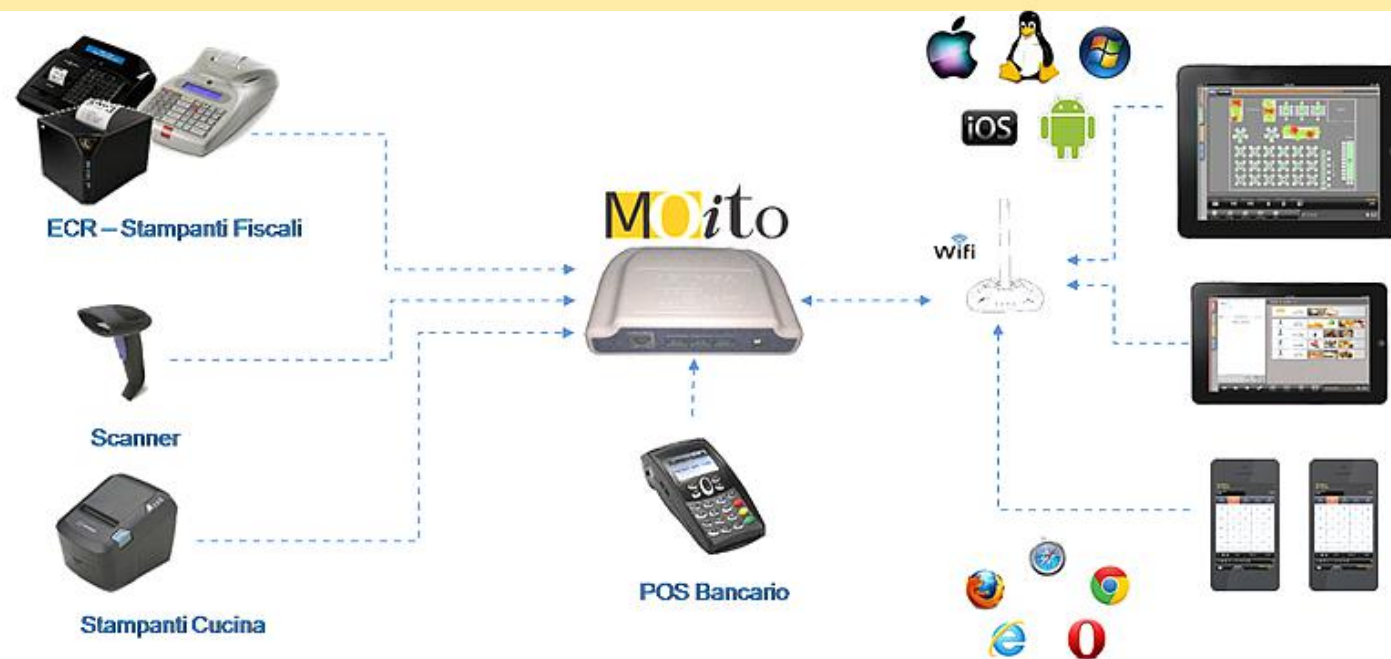 iOS
MOito
ECR – Stampanti Fiscali
Wifi
Scanner
POS Bancario
Stampanti Cucina